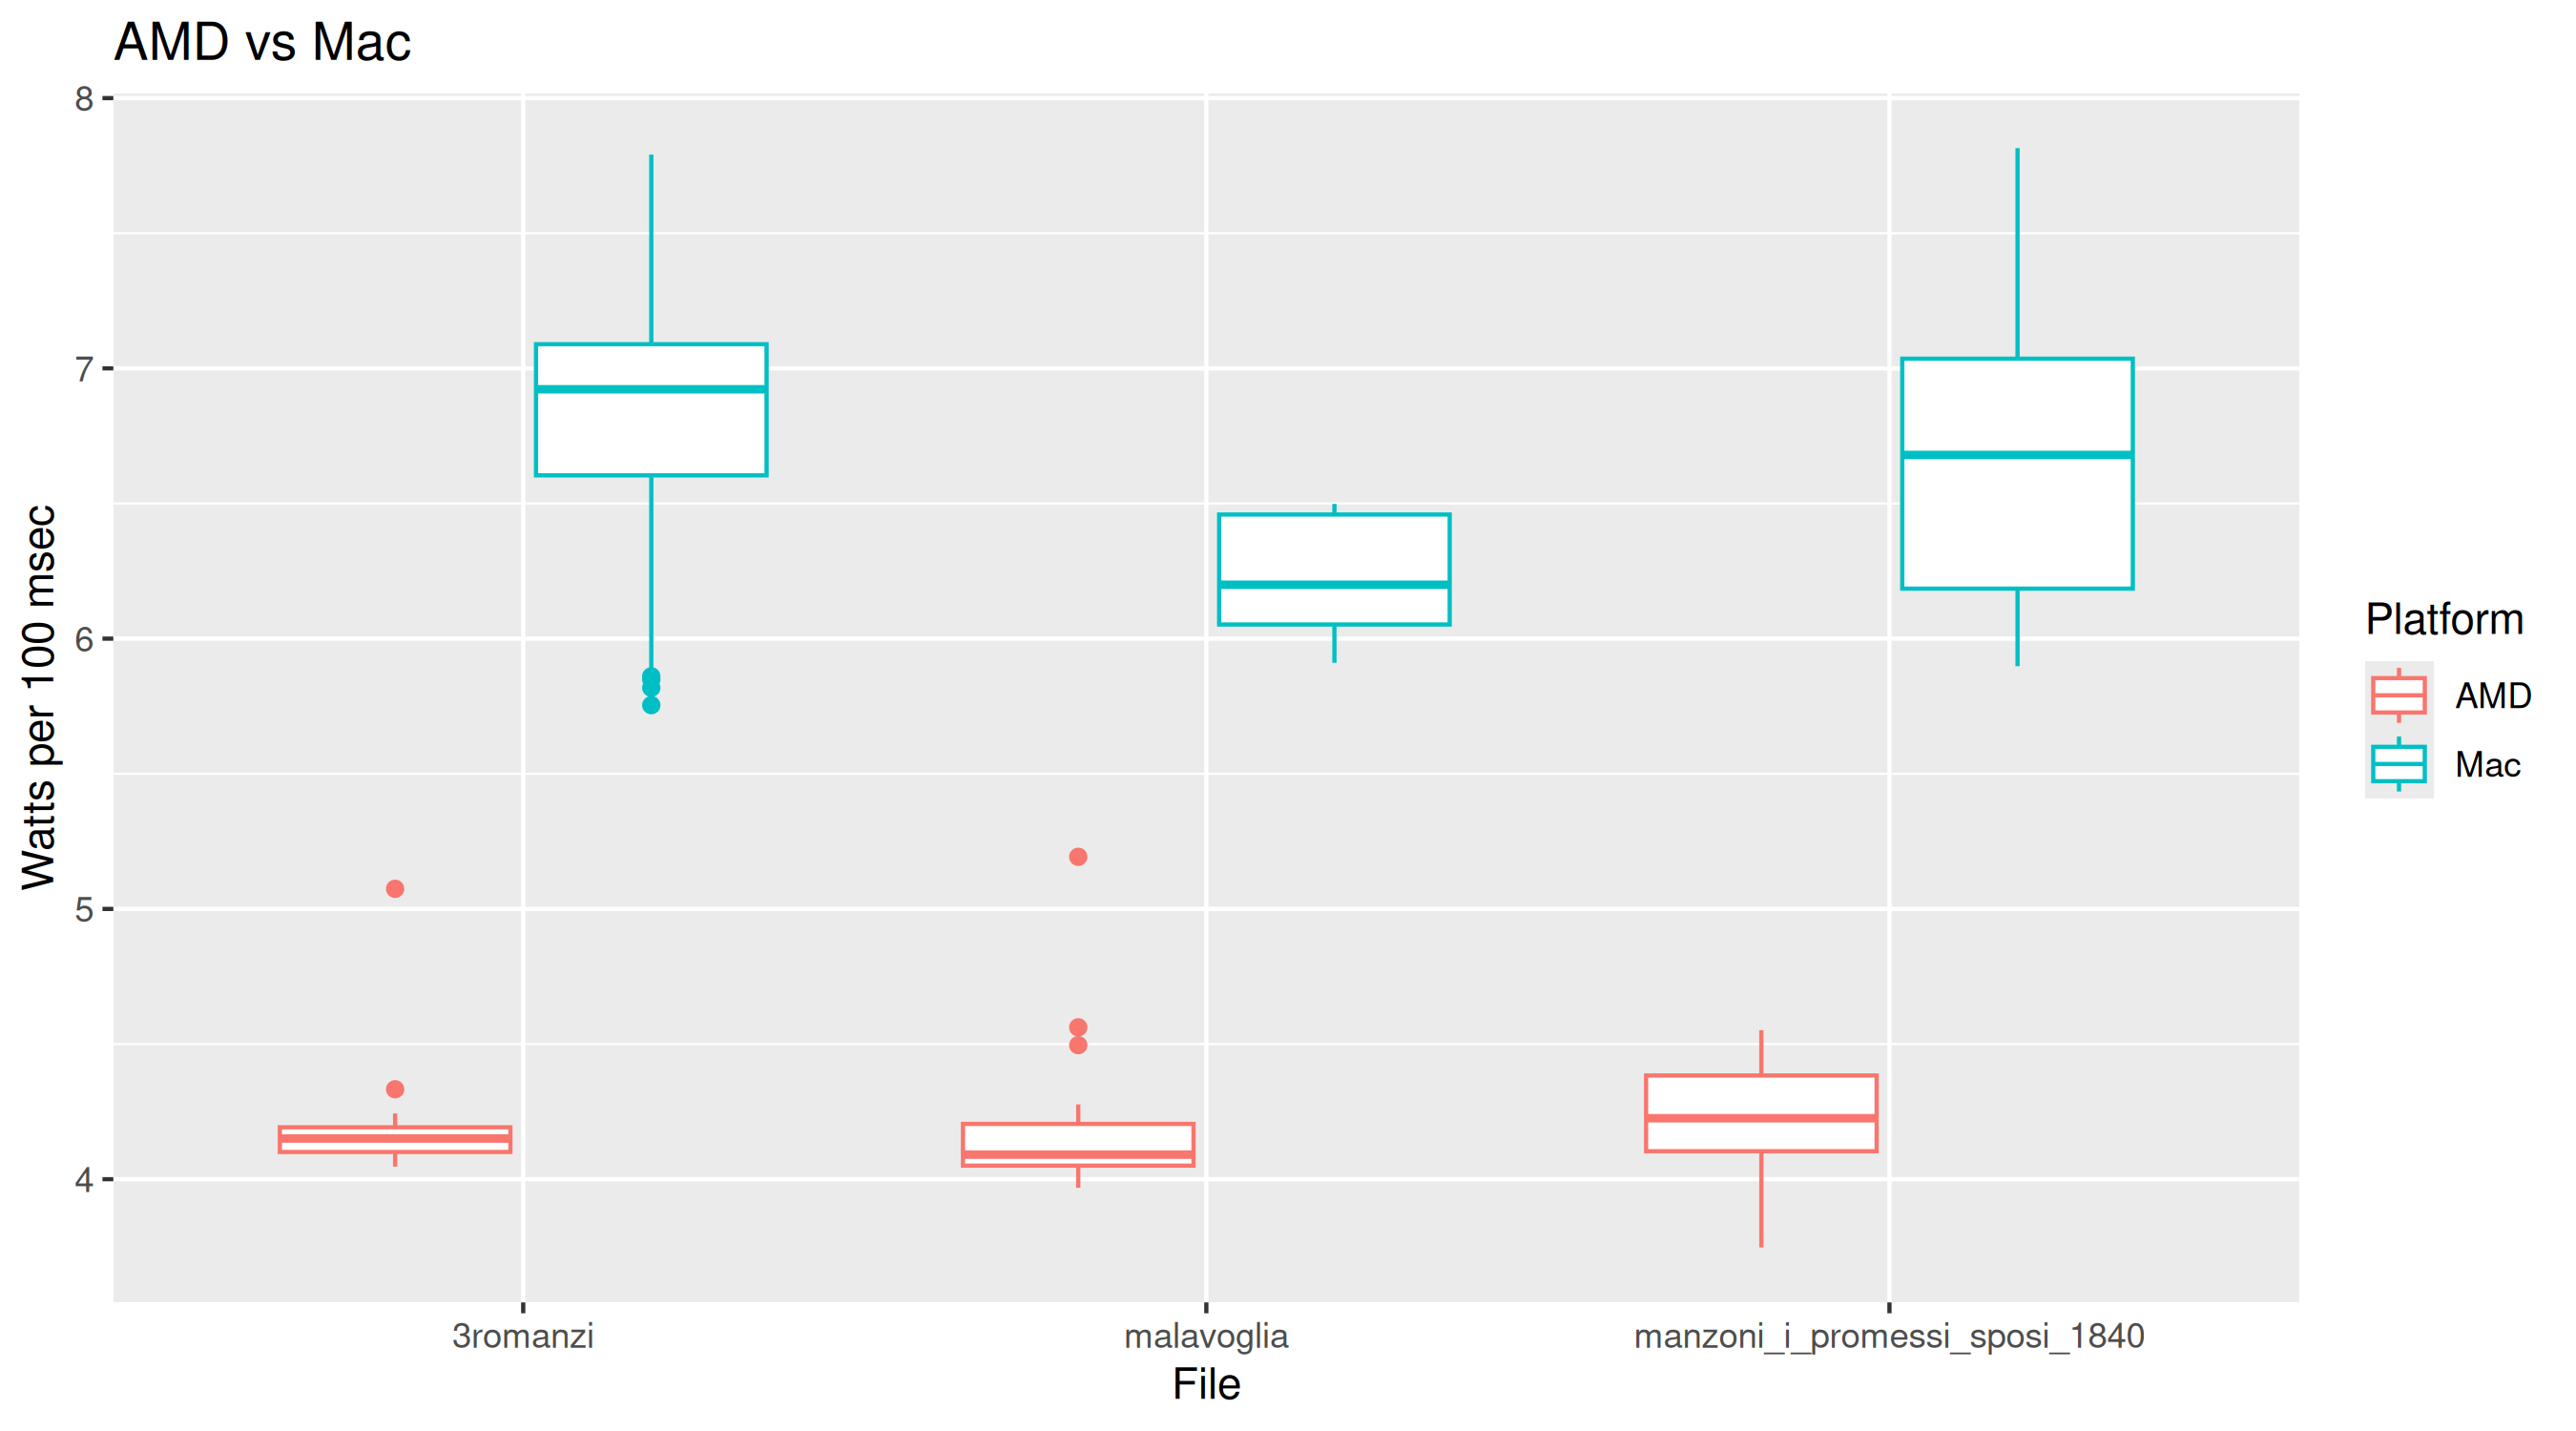 AMD vs Mac
8
7
6
5
4
Watts per 100 msec
3romanzi
malavoglia
manzoni_i_promessi_sposi_1840
File
Platform
AMD
Mac